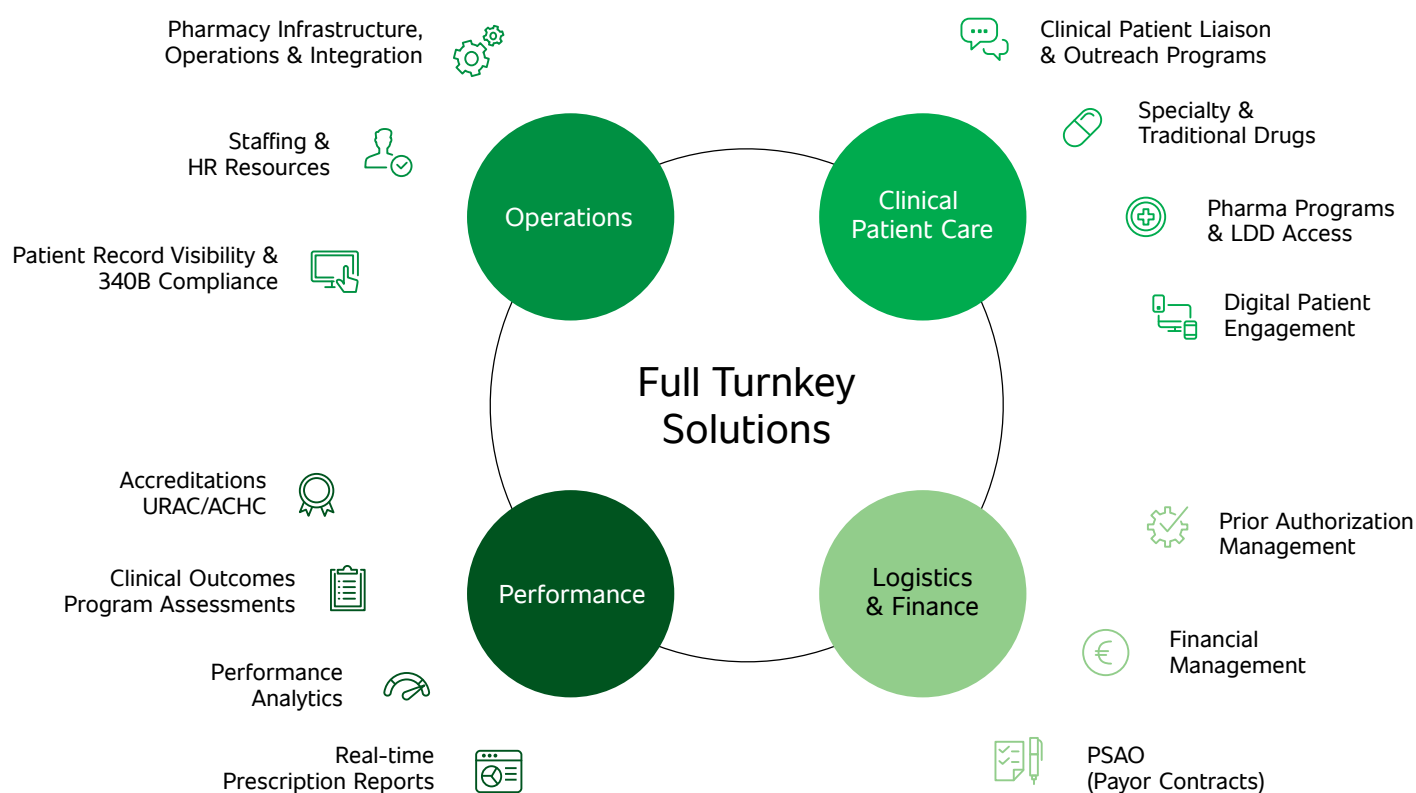 Pharmacy Infrastructure,
Operations & Integration
Staffing &
HR Resources
Patient Record Visibility &
340B Compliance
Operations
Clinical Patient Liaison
& Outreach Programs
Specialty &
Traditional Drugs
Pharma Programs
& LDD Access
Digital Patient
Engagement
Clinical
Patient Care
Full Turnkey
Solutions
Accreditations
URAC/ACHC
Clinical Outcomes
Program Assessments
Performance
Analytics
Real-time
Prescription Reports
Performance
Logistics
& Finance
Prior Authorization
Management
€
Financial
Management
PSAO
(Payor Contracts)